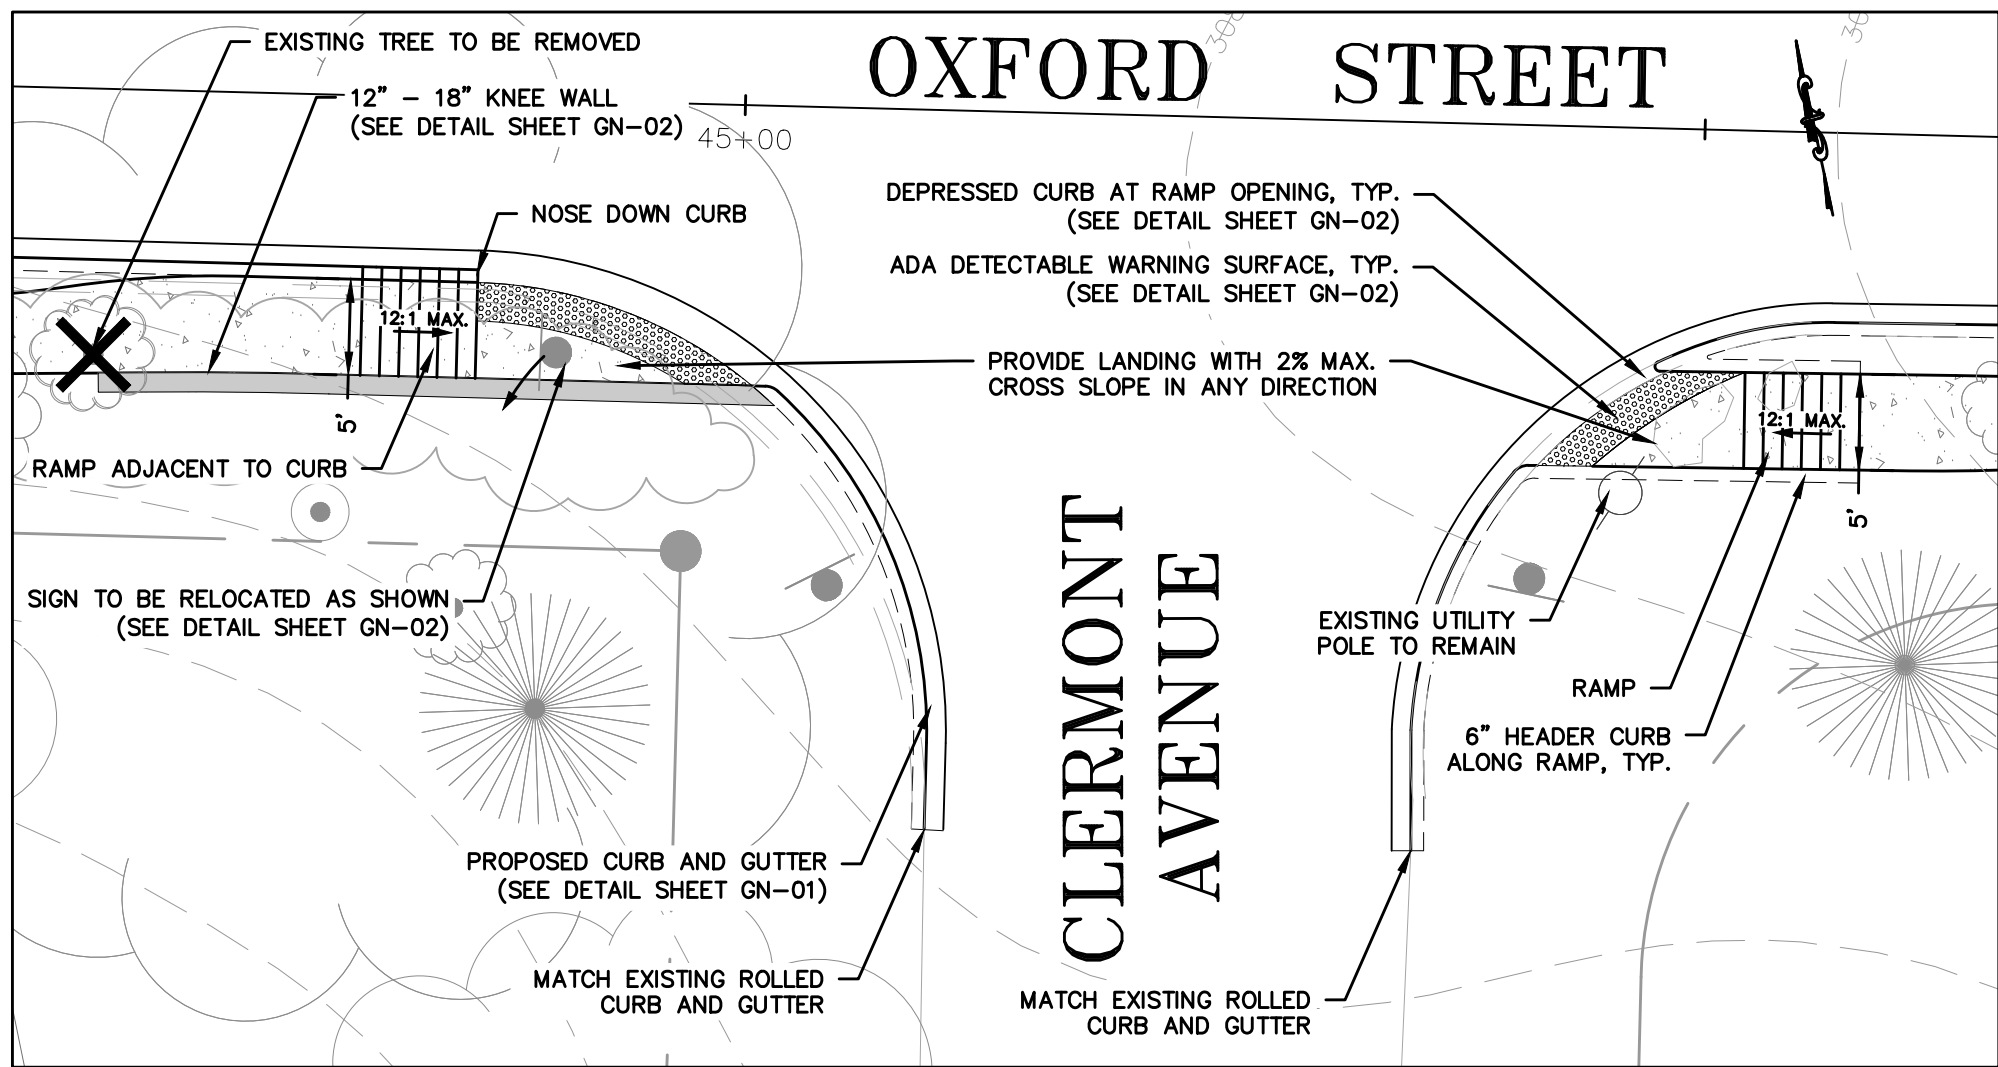 EXISTING TREE TO BE REMOVED
12" – 18" KNEE WALL
(SEE DETAIL SHEET GN–02)
OXFORD STREET
45+00
NOSE DOWN CURB
DEPRESSED CURB AT RAMP OPENING, TYP.
(SEE DETAIL SHEET GN–02)
ADA DETECTABLE WARNING SURFACE, TYP.
(SEE DETAIL SHEET GN–02)
12:1 MAX.
PROVIDE LANDING WITH 2% MAX.
CROSS SLOPE IN ANY DIRECTION
12:1 MAX.
5'
RAMP ADJACENT TO CURB
5'
SIGN TO BE RELOCATED AS SHOWN
(SEE DETAIL SHEET GN–02)
CLERMONT
AVENUE
EXISTING UTILITY
POLE TO REMAIN
RAMP
6" HEADER CURB
ALONG RAMP, TYP.
PROPOSED CURB AND GUTTER
(SEE DETAIL SHEET GN–01)
MATCH EXISTING ROLLED
CURB AND GUTTER
MATCH EXISTING ROLLED
CURB AND GUTTER